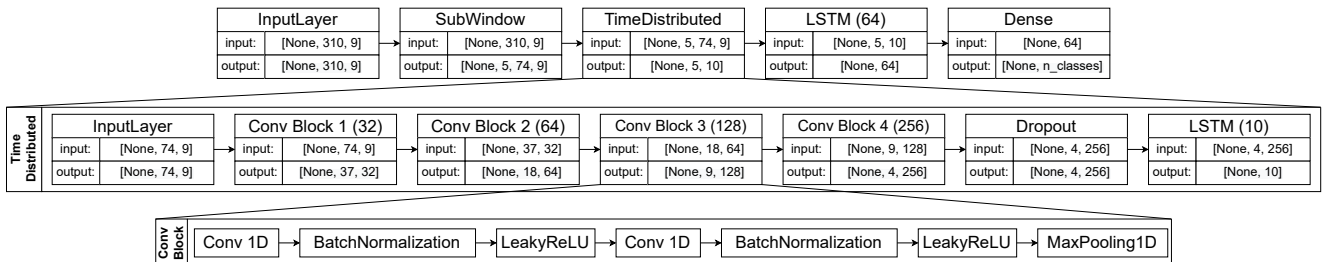 InputLayer
input: [None, 310, 9]
output: [None, 310, 9]
SubWindow
input: [None, 310, 9]
output: [None, 5, 74, 9]
TimeDistributed
input: [None, 5, 74, 9]
output: [None, 5, 10]
LSTM (64)
input: [None, 5, 10]
output: [None, 64]
Dense
input: [None, 64]
output: [None, n_classes]
Time
Distributed
InputLayer
input: [None, 74, 9]
output: [None, 74, 9]
Conv Block 1 (32)
input: [None, 74, 9]
output: [None, 37, 32]
Conv Block 2 (64)
input: [None, 37, 32]
output: [None, 18, 64]
Conv Block 3 (128)
input: [None, 18, 64]
output: [None, 9, 128]
Conv Block 4 (256)
input: [None, 9, 128]
output: [None, 4, 256]
Dropout
input: [None, 4, 256]
output: [None, 4, 256]
LSTM (10)
input: [None, 4, 256]
output: [None, 10]
Conv
Block
Conv 1D
BatchNormalization
LeakyReLU
Conv 1D
BatchNormalization
LeakyReLU
MaxPooling1D